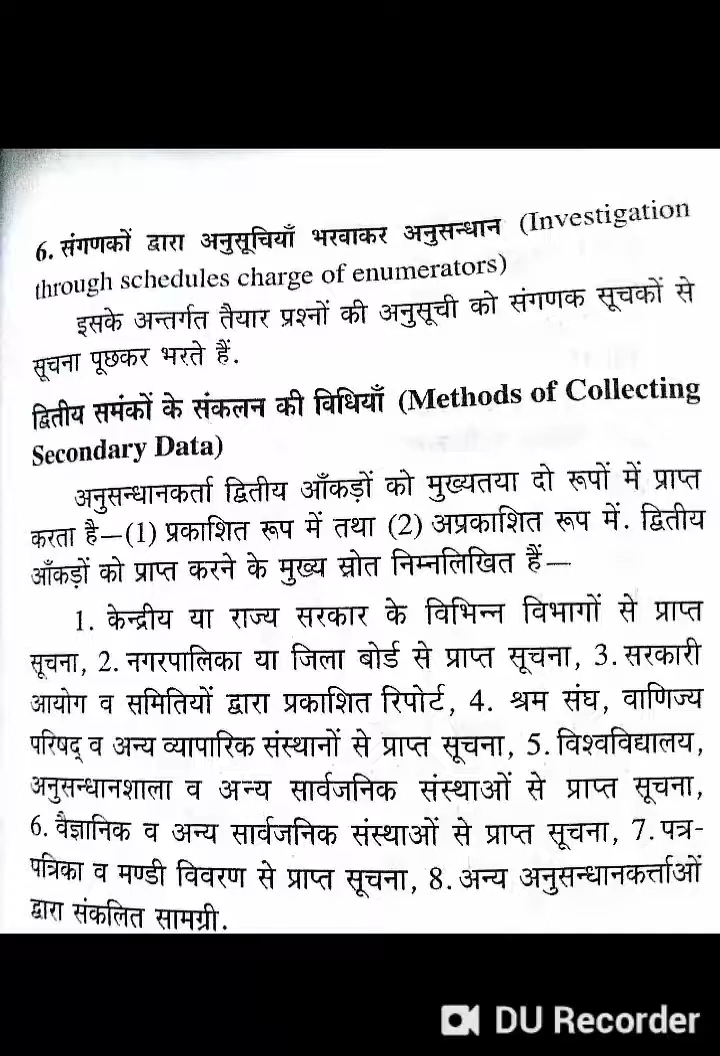 6. संगणकों द्वारा अनुसूचियाँ भरवाकर अनुसन्धान (Investigation
through schedules charge of enumerators)
इसके अन्तर्गत तैयार प्रश्नों की अनुसूची को संगणक सूचकों से
सूचना पूछकर भरते हैं.
द्वितीय समंकों के संकलन की विधियाँ (Methods of Collecting
Secondary Data)
अनुसन्धानकर्ता द्वितीय आँकड़ों को मुख्यतया दो रूपों में प्राप्त
करता है—(1) प्रकाशित रूप में तथा (2) अप्रकाशित रूप में. द्वितीय
आँकड़ों को प्राप्त करने के मुख्य स्रोत निम्नलिखित हैं—
1. केन्द्रीय या राज्य सरकार के विभिन्न विभागों से प्राप्त
सूचना, 2. नगरपालिका या जिला बोर्ड से प्राप्त सूचना, 3. सरकारी
आयोग व समितियों द्वारा प्रकाशित रिपोर्ट, 4. श्रम संघ, वाणिज्य
परिषद् व अन्य व्यापारिक संस्थानों से प्राप्त सूचना, 5. विश्वविद्यालय,
अनुसन्धानशाला व अन्य सार्वजनिक संस्थाओं से प्राप्त सूचना,
6. वैज्ञानिक व अन्य सार्वजनिक संस्थाओं से प्राप्त सूचना, 7. पत्र-
पत्रिका व मण्डी विवरण से प्राप्त सूचना, 8. अन्य अनुसन्धानकर्त्ताओं
द्वारा संकलित सामग्री.
DU Recorder